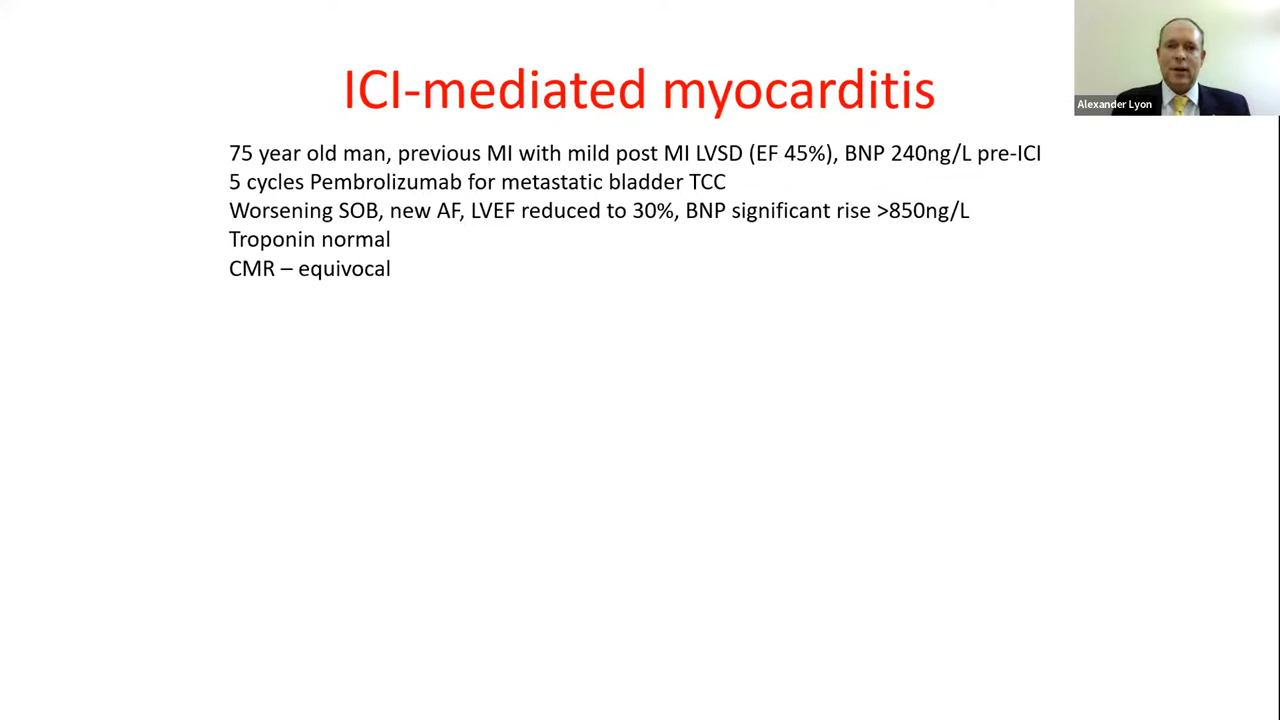 ICI-mediated myocarditis
Alexander Lyon
75 year old man, previous MI with mild post MI LVSD (EF 45%), BNP 240ng/L pre-ICI
5 cycles Pembrolizumab for metastatic bladder TCC
Worsening SOB, new AF, LVEF reduced to 30%, BNP significant rise >850ng/L
Troponin normal
CMR – equivocal